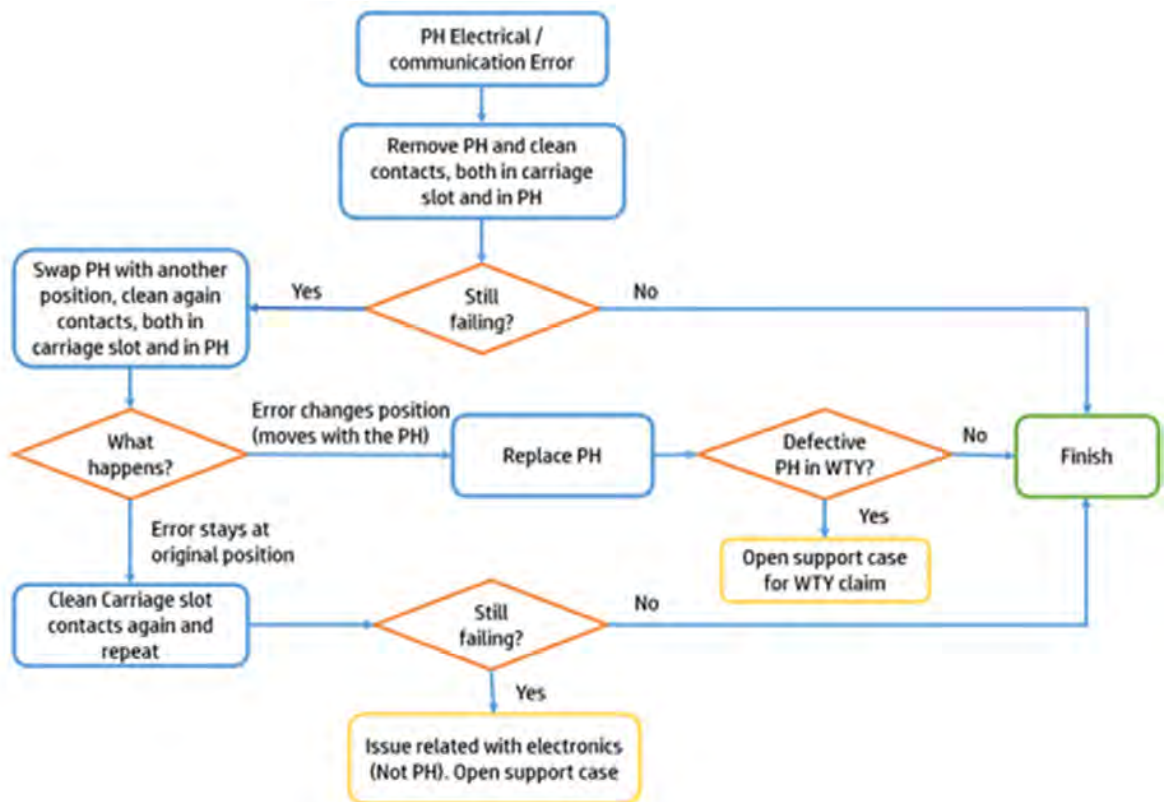 PH Electrical /
communication Error
Remove PH and clean
contacts, both in carriage
slot and in PH
Swap PH with another
position, clean again
contacts, both in
carriage slot and in PH
Yes
Still
failing?
No
What
happens?
Error changes position
(moves with the PH)
Replace PH
Defective
PH in WTY?
No
Finish
Yes
Open support case
for WTY claim
Error stays at
original position
Clean Carriage slot
contacts again and
repeat
Still
failing?
No
Yes
Issue related with electronics
(Not PH). Open support case